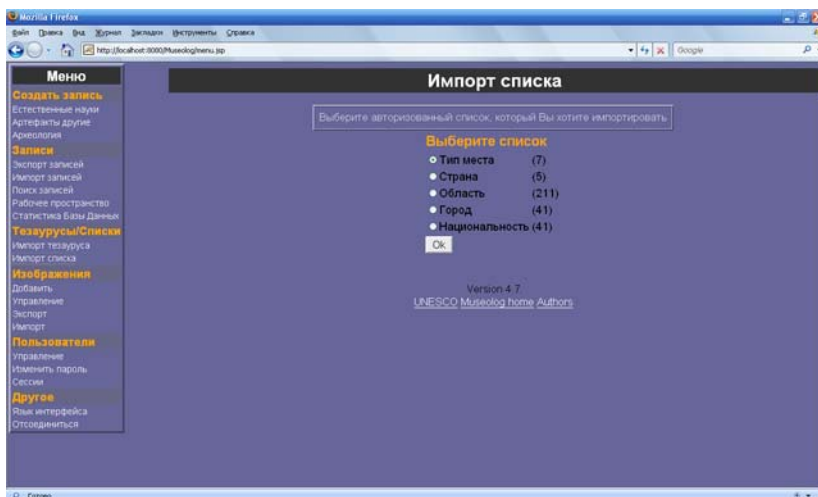 Mozilla Firefox
Файл Правка Вид Журнал Закладки Инструменты Справка
http://localhost:8080/Museolog/menu.jsp
Google
Меню
Создать запись
Естественные науки
Артефакты другие
Археология
Записи
Экспорт записей
Импорт записей
Поиск записей
Рабочее пространство
Статистика Базы Данных
Тезаурусы/Списки
Импорт тезауруса
Импорт списка
Изображения
Добавить
Управление
Экспорт
Импорт
Пользователи
Управление
Изменить пароль
Сессии
Другое
Язык интерфейса
Отсоединиться
Импорт списка
Выберите авторизованный список, который Вы хотите импортировать
Выберите список
Тип места (7)
Страна (5)
Область (211)
Город (41)
Национальность (41)
Ok
Version 4.7
UNESCO Museolog home Authors
Готово